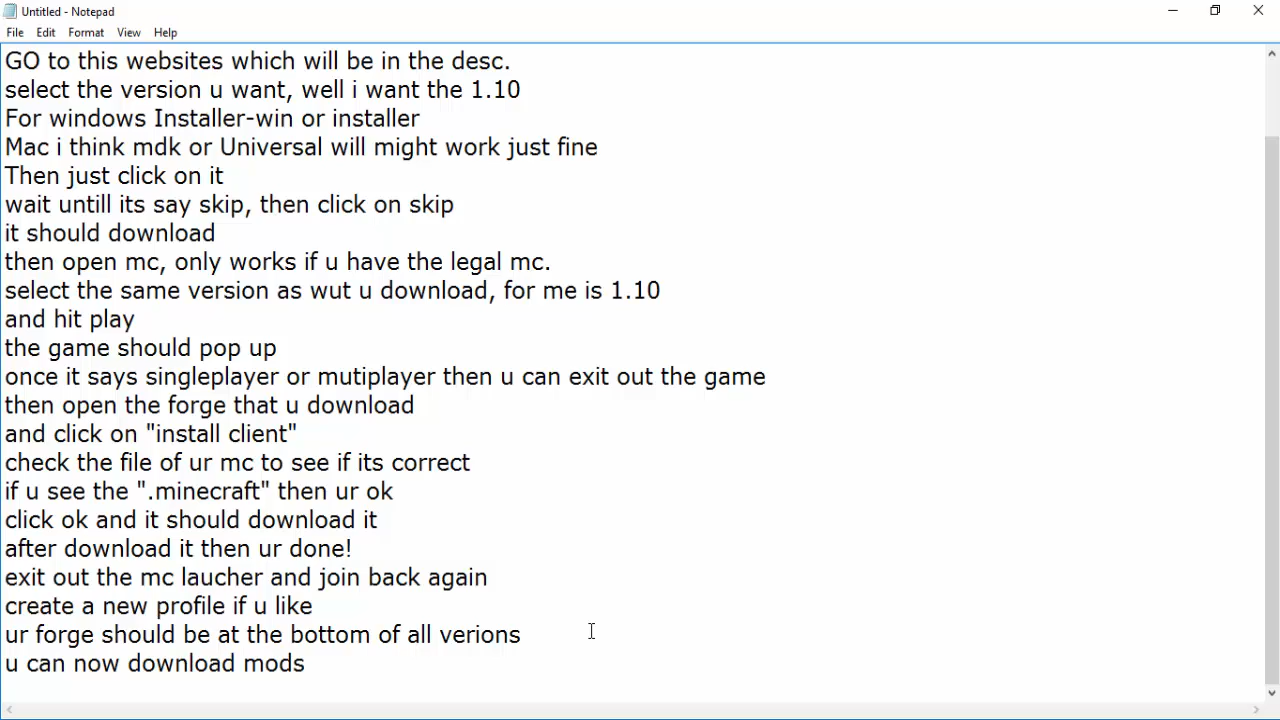 Untitled - Notepad
File Edit Format View Help
GO to this websites which will be in the desc.
select the version u want, well i want the 1.10
For windows Installer-win or installer
Mac i think mdk or Universal will might work just fine
Then just click on it
wait untill its say skip, then click on skip
it should download
then open mc, only works if u have the legal mc.
select the same version as wut u download, for me is 1.10
and hit play
the game should pop up
once it says singleplayer or mutiplayer then u can exit out the game
then open the forge that u download
and click on "install client"
check the file of ur mc to see if its correct
if u see the ".minecraft" then ur ok
click ok and it should download it
after download it then ur done!
exit out the mc laucher and join back again
create a new profile if u like
ur forge should be at the bottom of all verions
u can now download mods